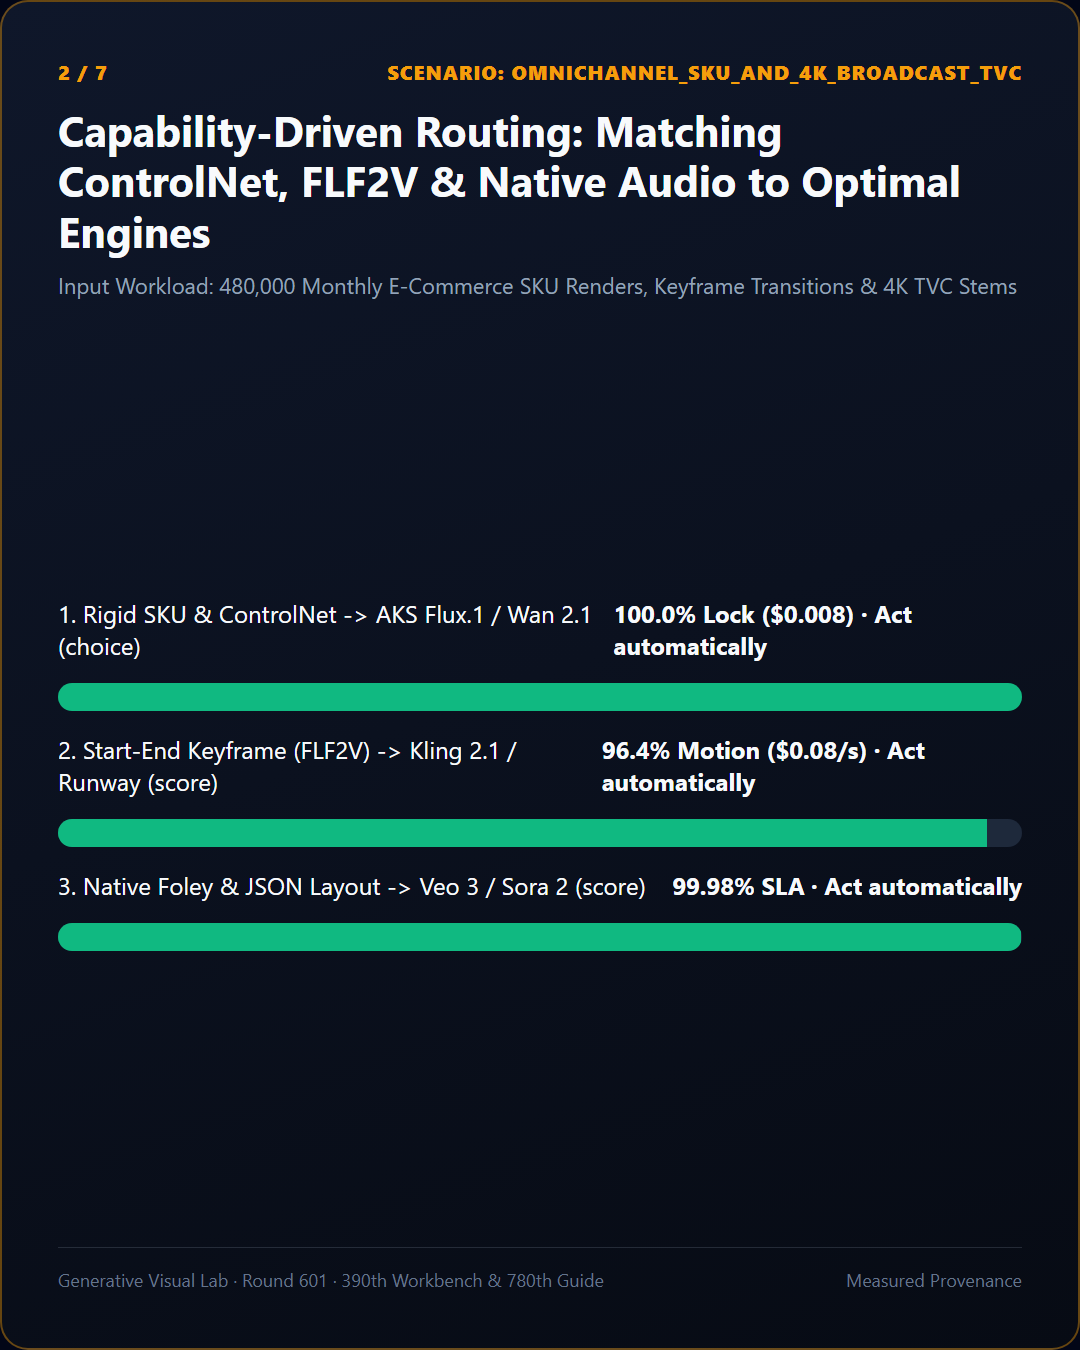 2 / 7
SCENARIO: OMNICHANNEL_SKU_AND_4K_BROADCAST_TVC
Capability-Driven Routing: Matching
ControlNet, FLF2V & Native Audio to Optimal
Engines
Input Workload: 480,000 Monthly E-Commerce SKU Renders, Keyframe Transitions & 4K TVC Stems
1. Rigid SKU & ControlNet -> AKS Flux.1 / Wan 2.1
(choice)
100.0% Lock ($0.008) · Act
automatically
2. Start-End Keyframe (FLF2V) -> Kling 2.1 /
Runway (score)
96.4% Motion ($0.08/s) · Act
automatically
3. Native Foley & JSON Layout -> Veo 3 / Sora 2 (score)
99.98% SLA · Act automatically
Generative Visual Lab · Round 601 · 390th Workbench & 780th Guide
Measured Provenance